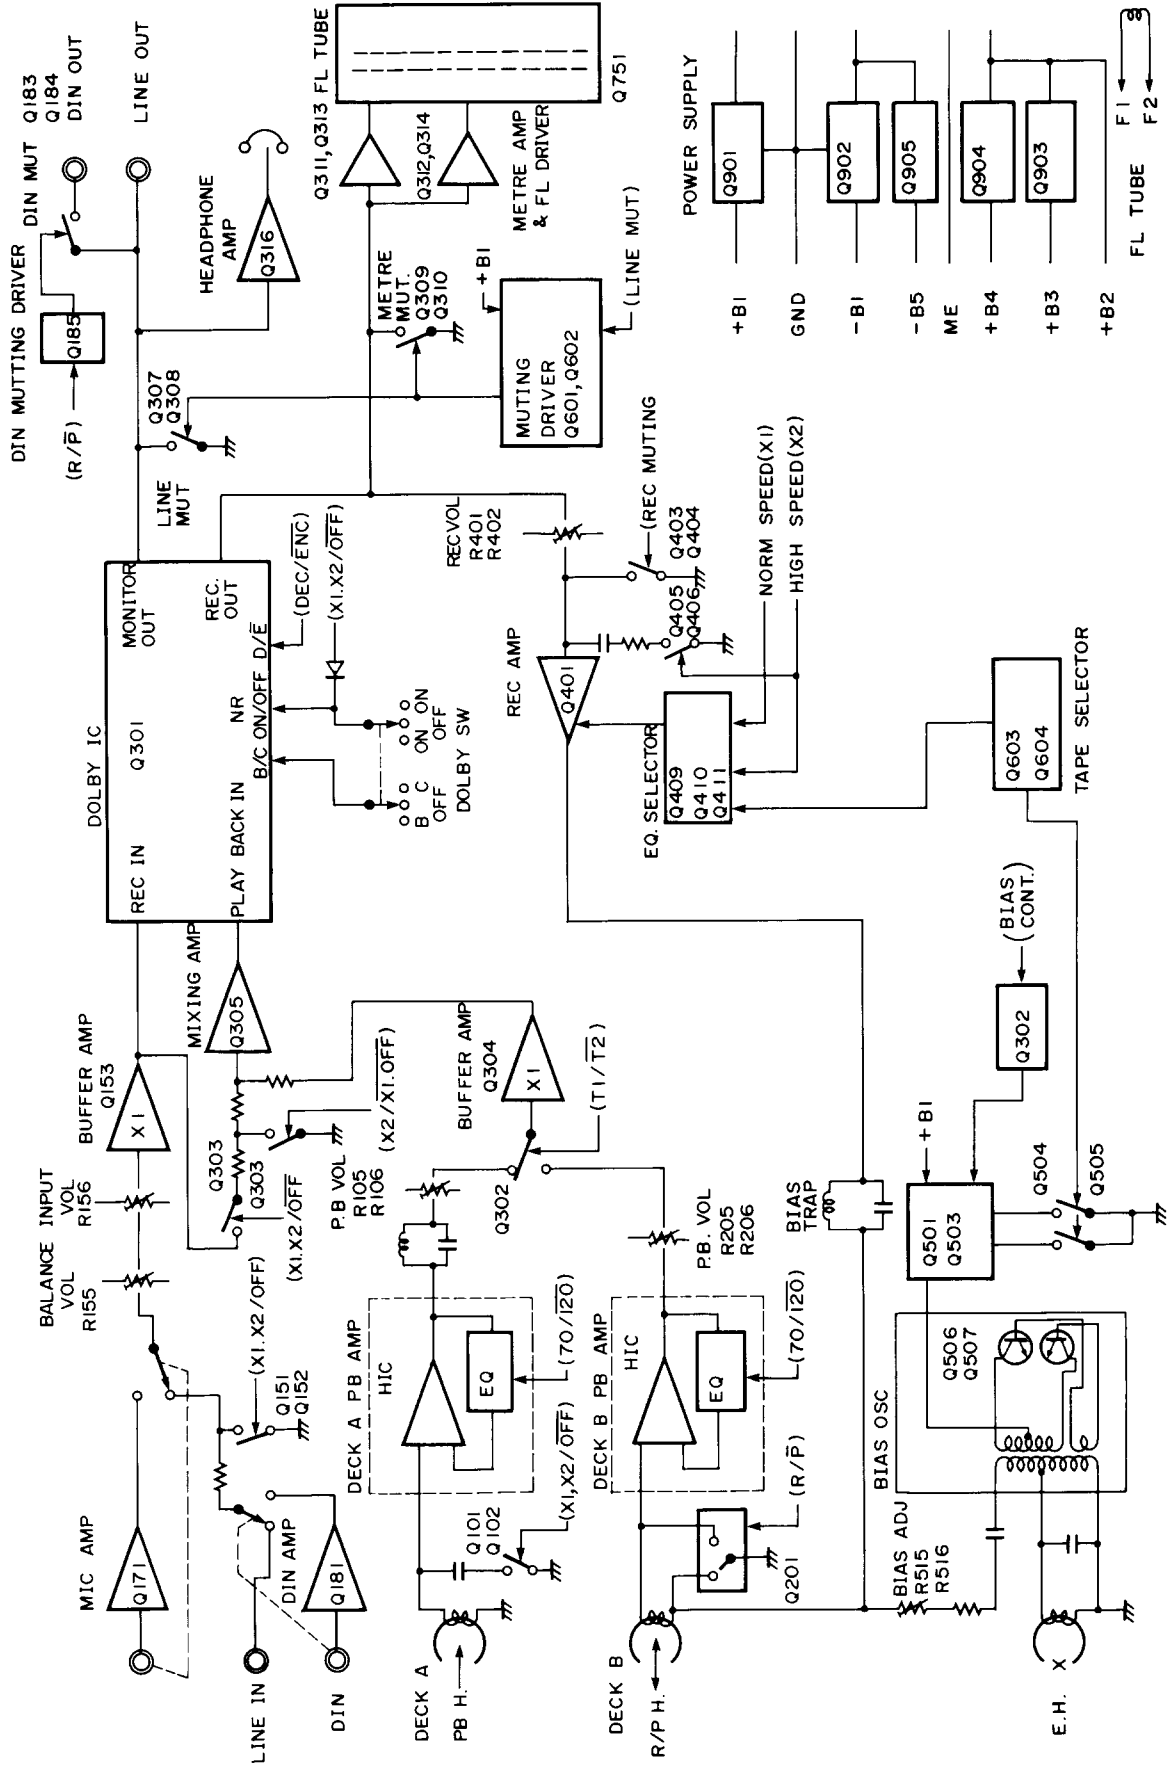 MIC AMP
Q171
LINE IN
DIN
DIN AMP
Q181
BALANCE INPUT
VOL VOL
R155 R156
BUFFER AMP
Q153
X1
(X1.X2/OFF)
Q151
Q152
Q303
Q303
(X1.X2/OFF
(X2/X1.OFF)
MIXING AMP
Q305
DOLBY IC
Q301
REC IN
PLAY BACK IN
MONITOR
OUT
REC.
OUT
NR
B/C ON/OFF D/E
(DEC/ENC)
(X1.X2/OFF)
B C
OFF
ON ON
OFF
DOLBY SW
DIN MUTTING DRIVER
Q185
(R/P)
DIN MUT Q183
Q184
DIN OUT
LINE OUT
LINE
MUT
Q307
Q308
HEADPHONE
AMP
Q316
METRE
MUT.
Q309
Q310
+B1
MUTING
DRIVER
Q601,Q602
(LINE MUT)
Q311,Q313 FL TUBE
Q312,Q314
METRE AMP
& FL DRIVER
Q751
DECK A
PB H.
DECK A PB AMP
HIC
EQ
(70/120)
Q101
Q102
(X1,X2/OFF)
P.B VOL
R105
R106
Q302
BUFFER AMP
Q304
X1
(T1/T2)
DECK B
R/P H.
DECK B PB AMP
HIC
EQ
(70/120)
Q201
(R/P)
P.B. VOL
R205
R206
REC VOL
R401
R402
REC AMP
Q401
(REC MUTING
Q403
Q404
Q405
Q406
EQ. SELECTOR
Q409
Q410
Q411
NORM SPEED(X1)
HIGH SPEED(X2)
BIAS
TRAP
BIAS ADJ
R515
R516
BIAS OSC
Q506
Q507
E.H. X
Q501
Q503
+B1
Q504
Q505
Q302
(BIAS
CONT.)
Q603
Q604
TAPE SELECTOR
POWER SUPPLY
+B1
Q901
GND
-B1
Q902
-B5
Q905
ME
+B4
Q904
+B3
Q903
+B2
FL TUBE
F1
F2